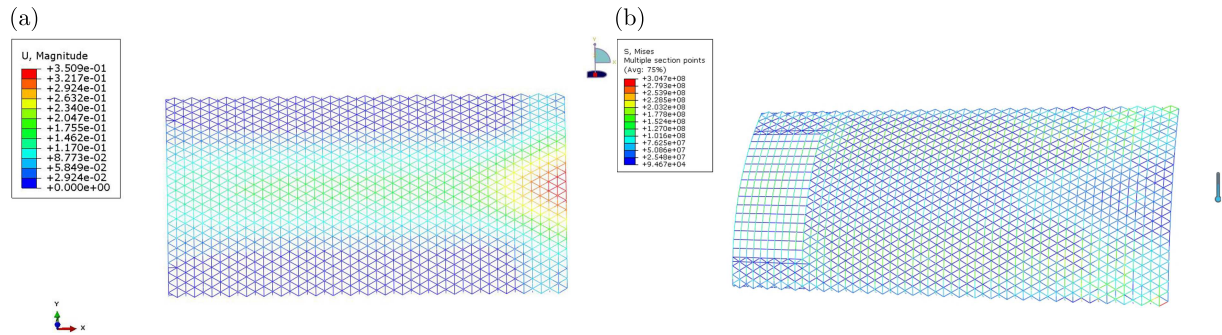 (a)
U, Magnitude
+3.509e-01
+3.217e-01
+2.924e-01
+2.632e-01
+2.340e-01
+2.047e-01
+1.755e-01
+1.462e-01
+1.170e-01
+8.773e-02
+5.849e-02
+2.924e-02
+0.000e+00
Y
X
(b)
S, Mises
Multiple section points
(Avg: 75%)
+3.047e+08
+2.793e+08
+2.539e+08
+2.285e+08
+2.032e+08
+1.778e+08
+1.524e+08
+1.270e+08
+1.016e+08
+7.625e+07
+5.086e+07
+2.548e+07
+9.467e+04